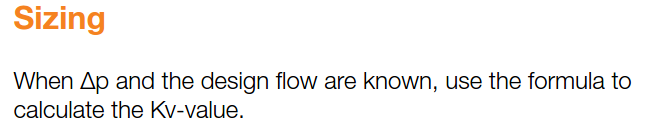 Sizing
When Δp and the design flow are known, use the formula to
calculate the Kv-value.